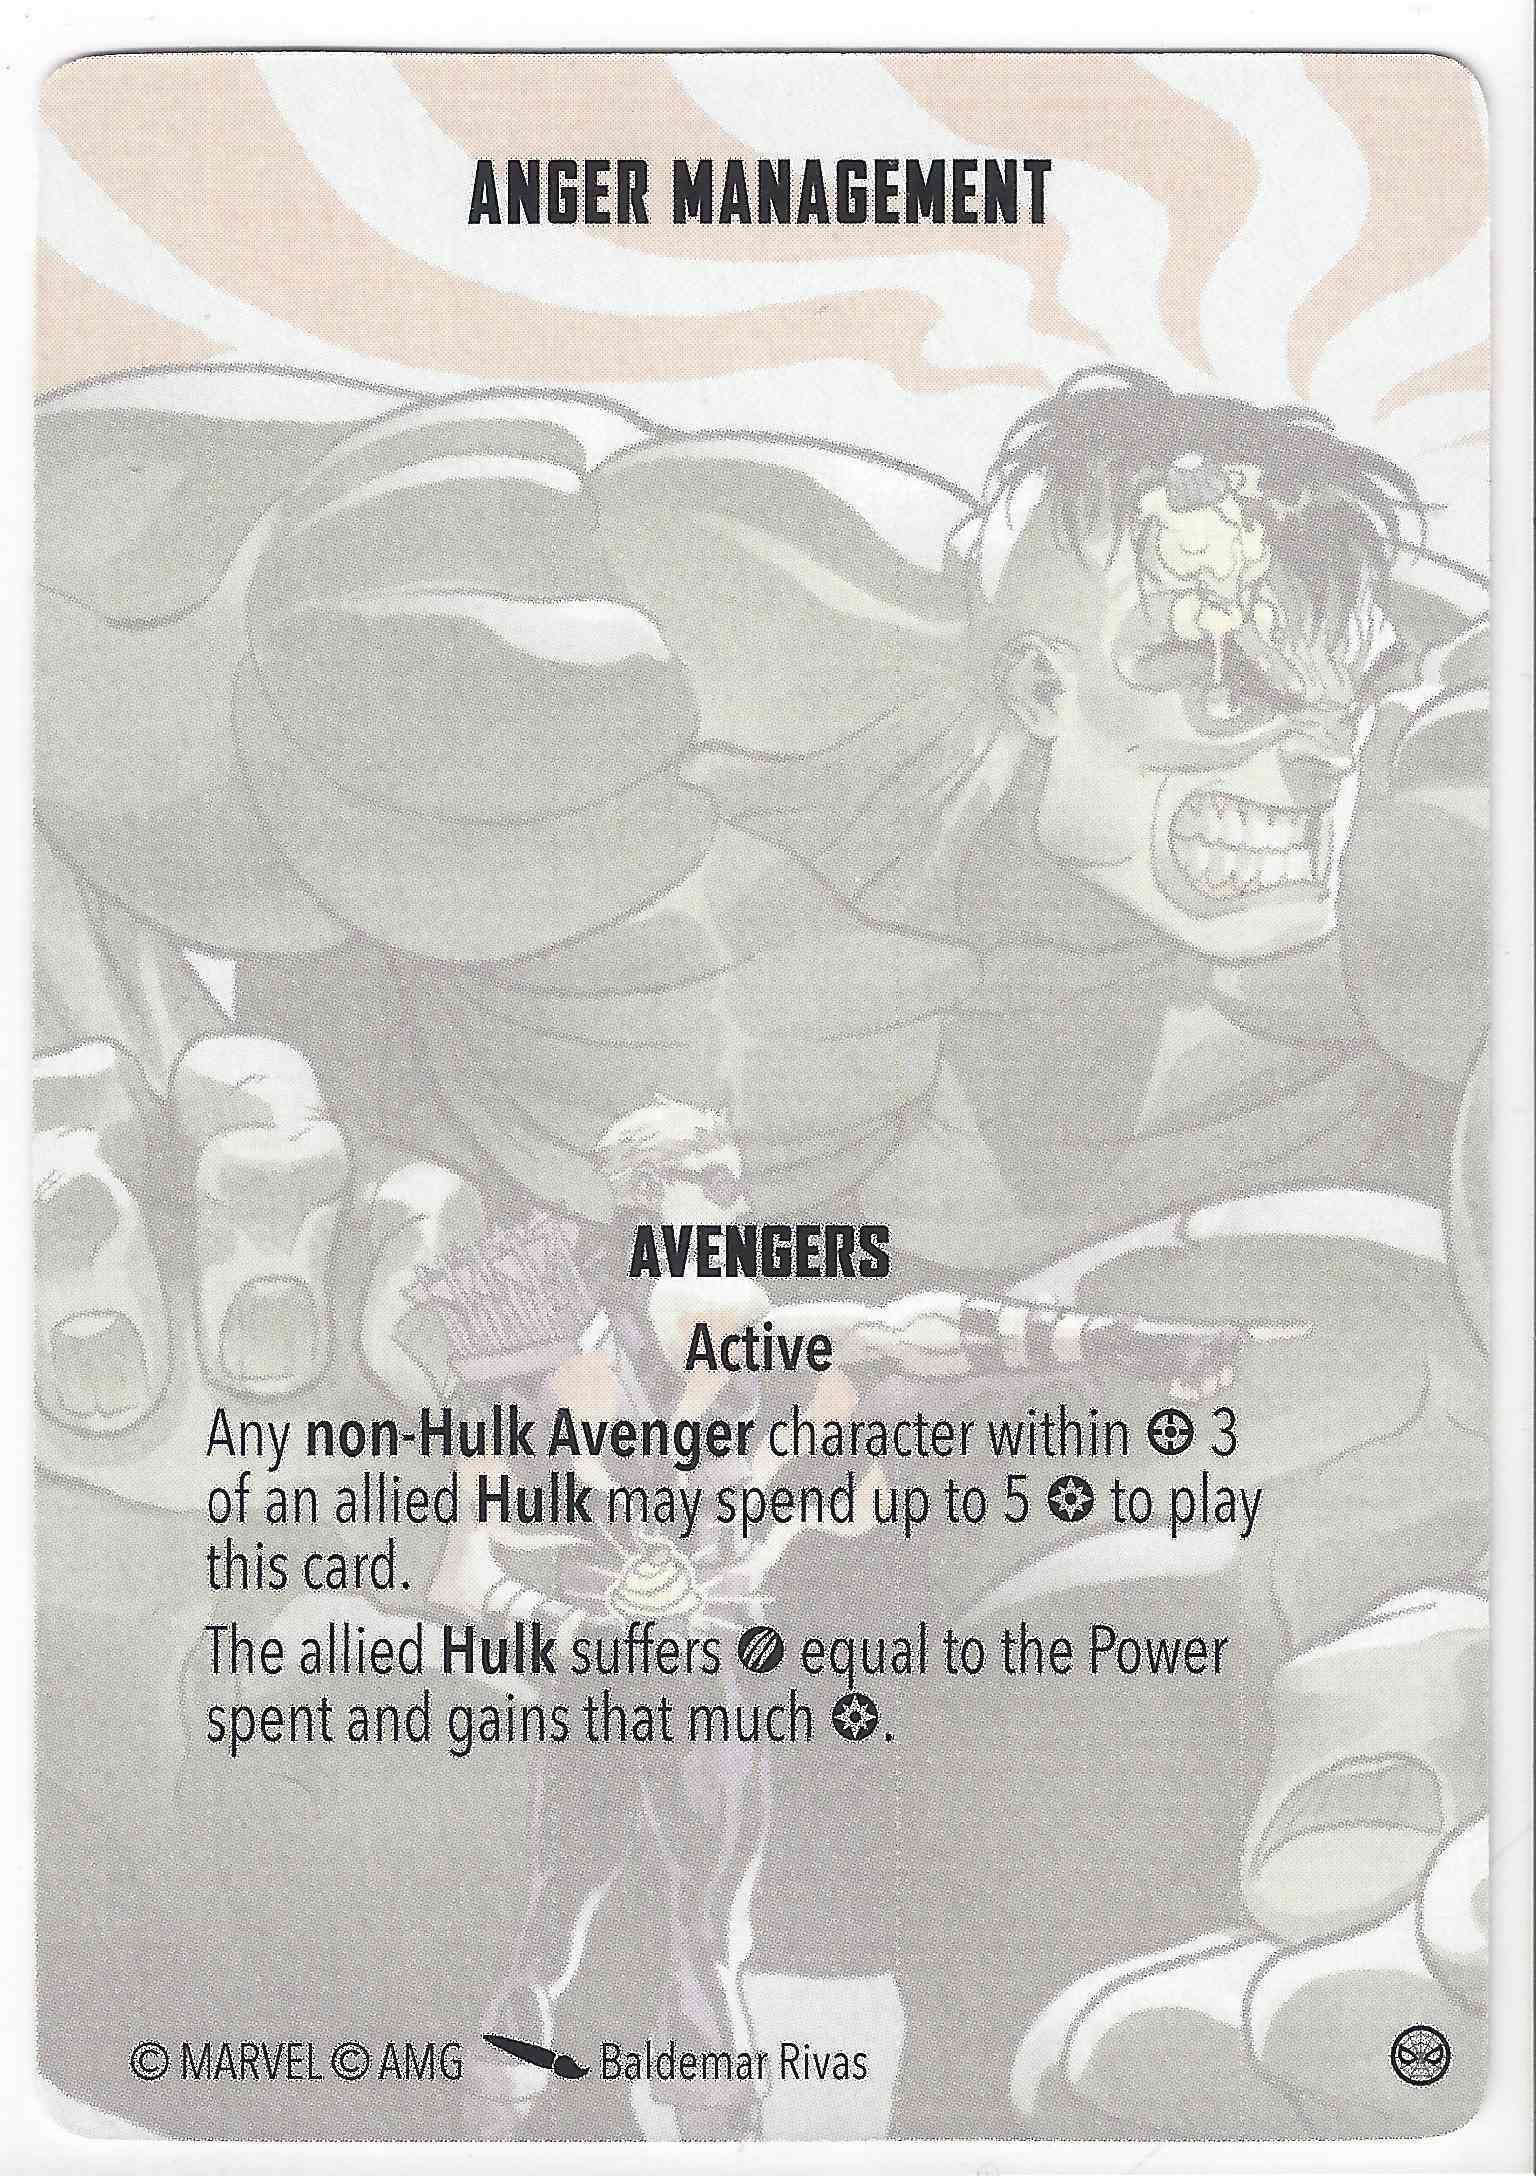 ANGER MANAGEMENT
AVENGERS
Active
Any non-Hulk Avenger character within 3
of an allied Hulk may spend up to 5 to play
this card.
The allied Hulk suffers equal to the Power
spent and gains that much .
© MARVEL © AMG Baldemar Rivas